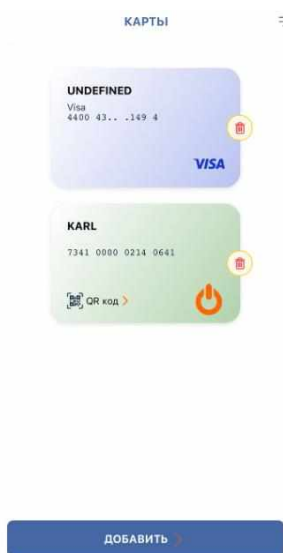 КАРТЫ
UNDEFINED
Visa
4400 43.. .149 4
VISA
KARL
7341 0000 0214 0641
QR код
ДОБАВИТЬ